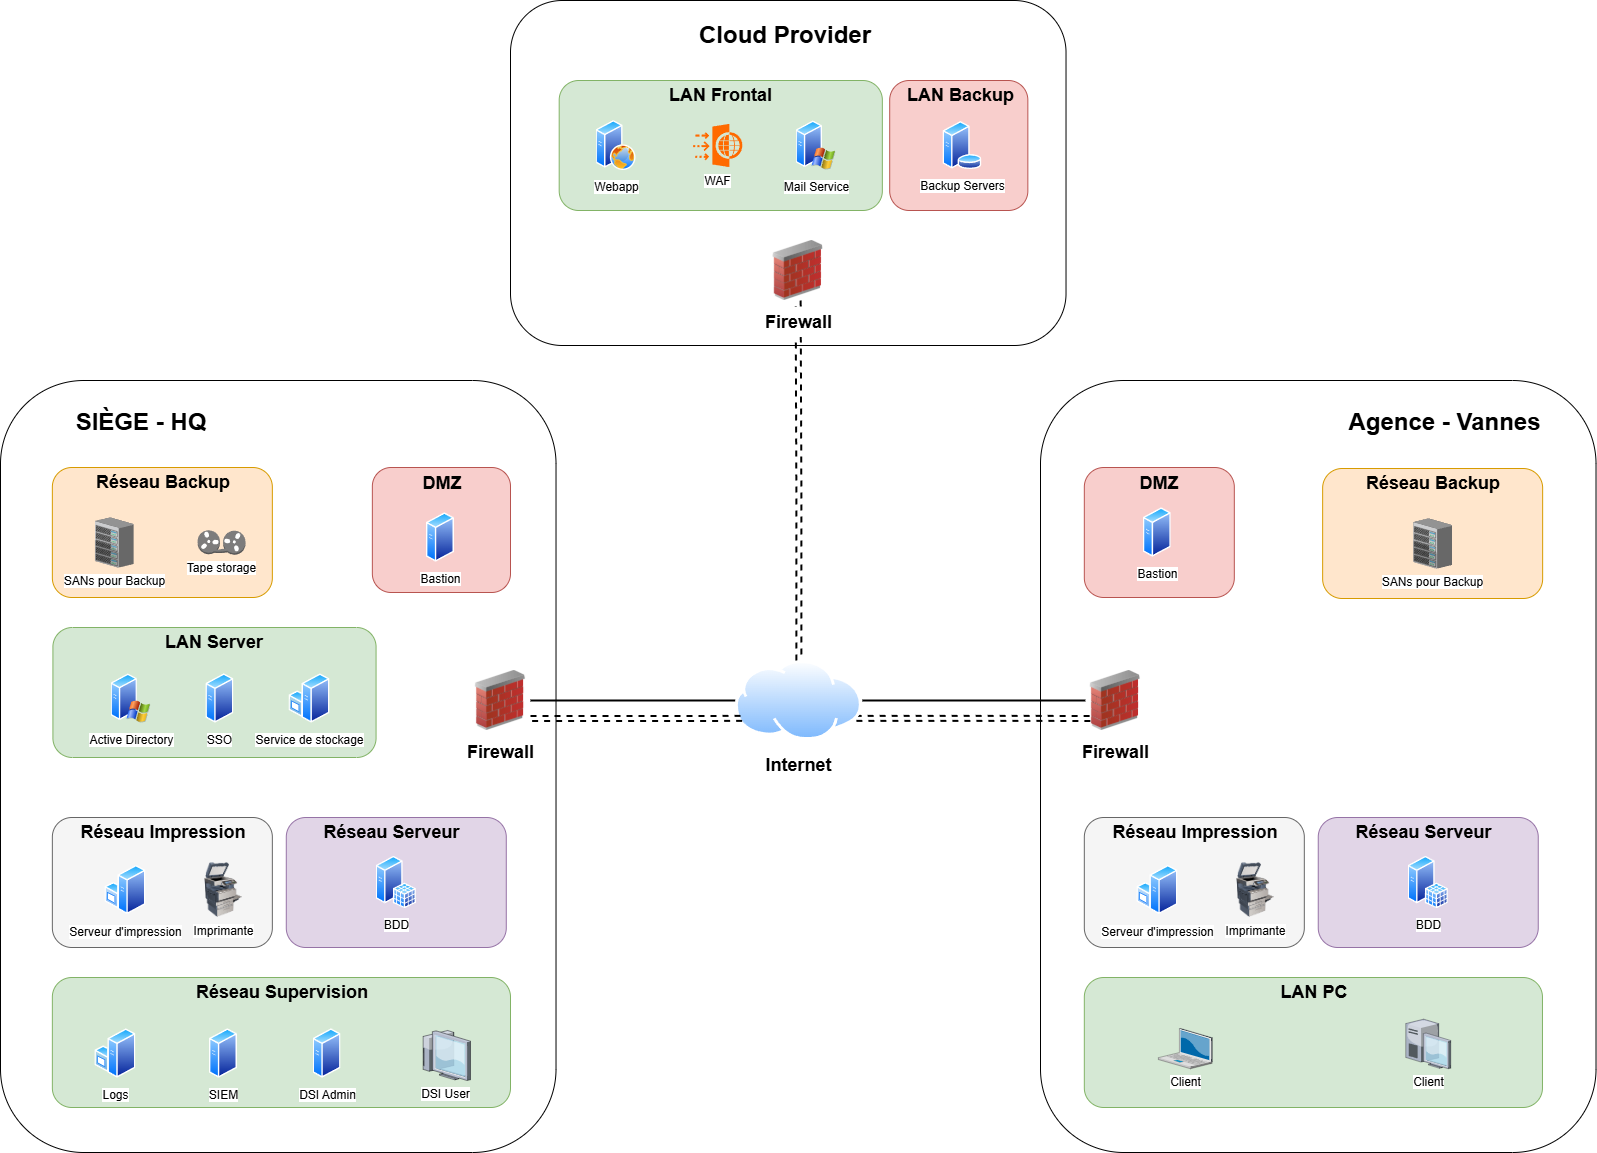 Cloud Provider
LAN Frontal
LAN Backup
Webapp
WAF
Mail Service
Backup Servers
Firewall
SIÈGE - HQ
Réseau Backup
SANs pour Backup
Tape storage
DMZ
Bastion
LAN Server
Active Directory
SSO
Service de stockage
Firewall
Réseau Impression
Serveur d'impression
Imprimante
Réseau Serveur
BDD
Réseau Supervision
Logs
SIEM
DSI Admin
DSI User
Internet
Agence - Vannes
DMZ
Bastion
Réseau Backup
SANs pour Backup
Firewall
Réseau Impression
Serveur d'impression
Imprimante
Réseau Serveur
BDD
LAN PC
Client
Client